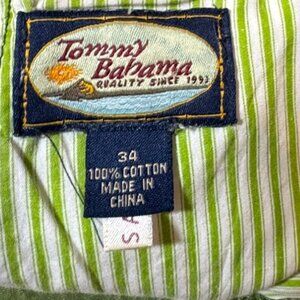 Tommy
Bahama
QUALITY SINCE 1993
34
100% COTTON
MADE IN
CHINA
S A